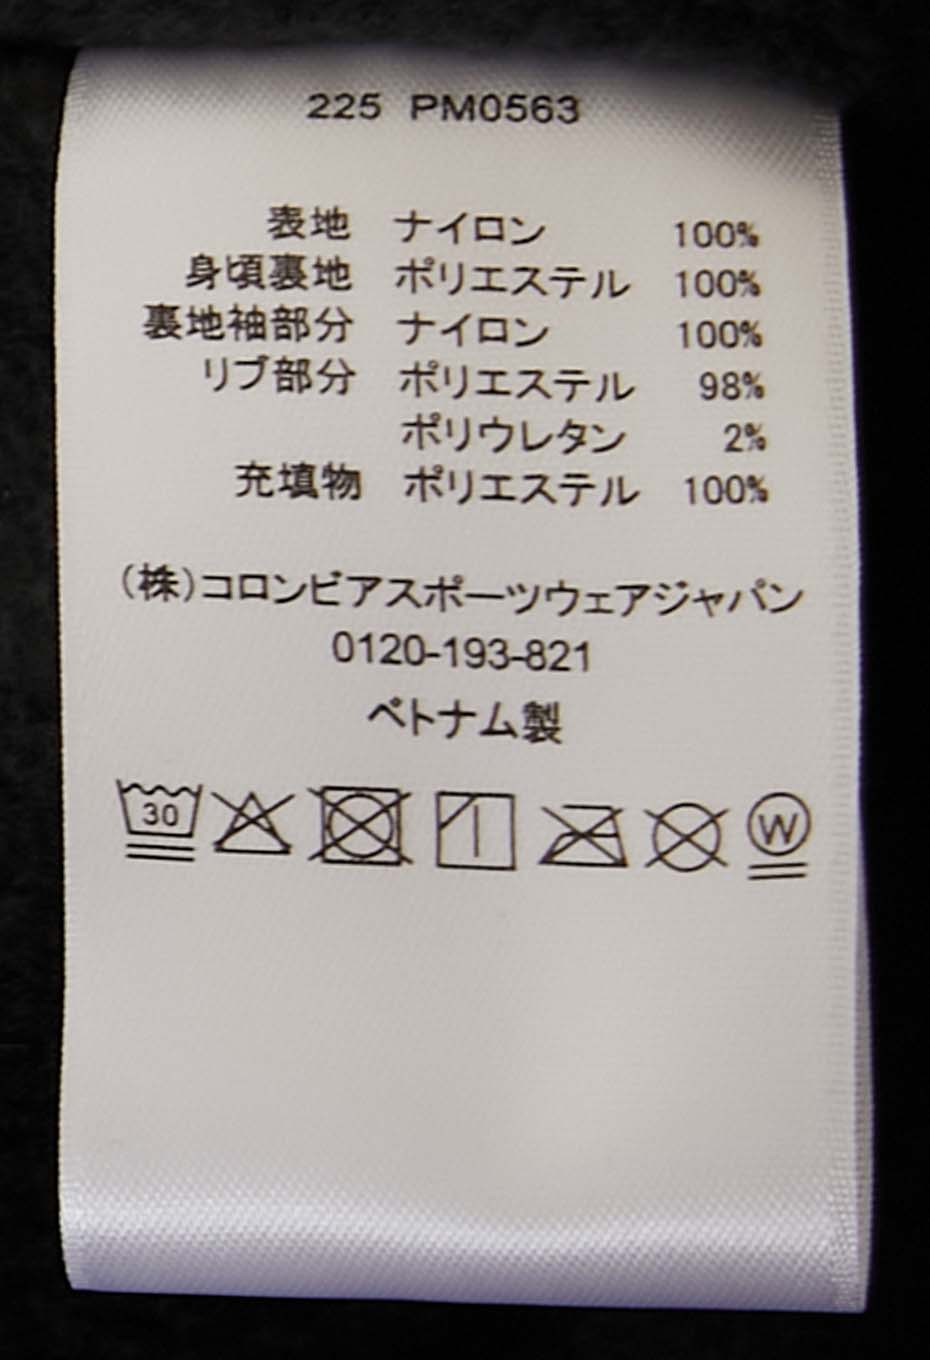 225 PM0563
表地 ナイロン 100%
身頃裏地 ポリエステル 100%
裏地袖部分 ナイロン 100%
リブ部分 ポリエステル 98%
ポリウレタン 2%
充填物 ポリエステル 100%
(株)コロンビアスポーツウェアジャパン
0120-193-821
ベトナム製
30 W